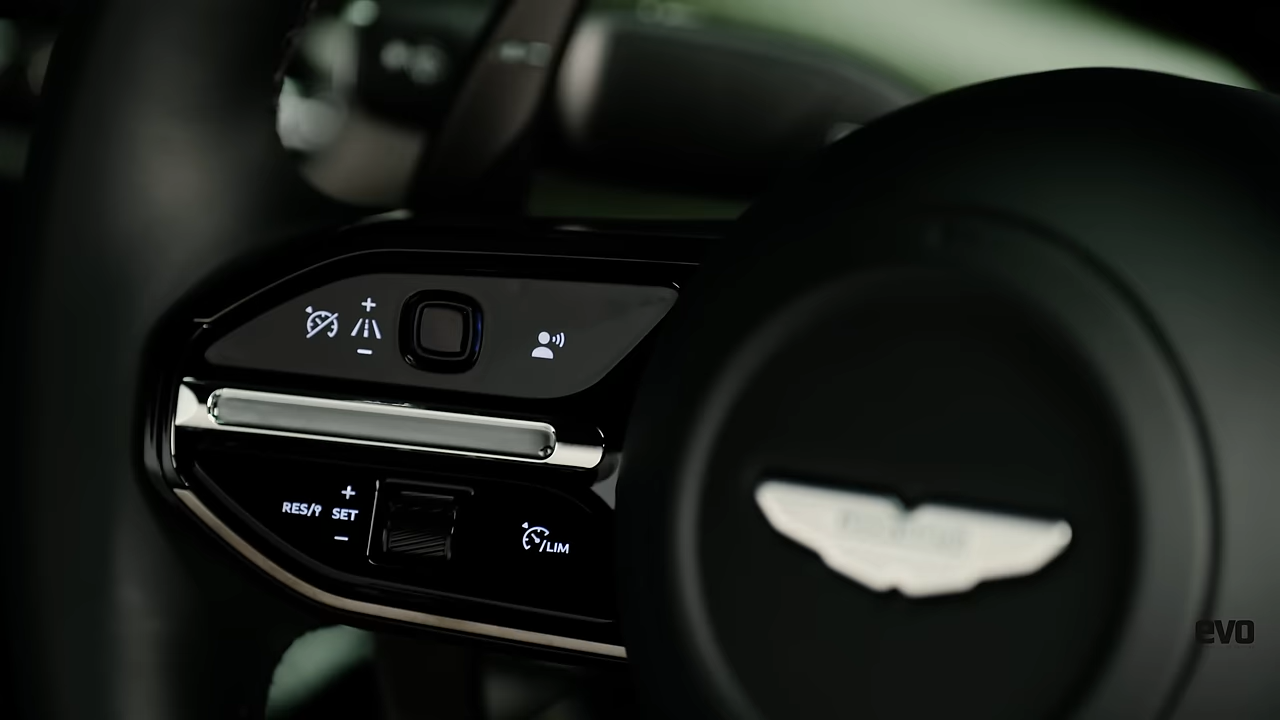 +
-
RES/
+
SET
-
/LIM
evo